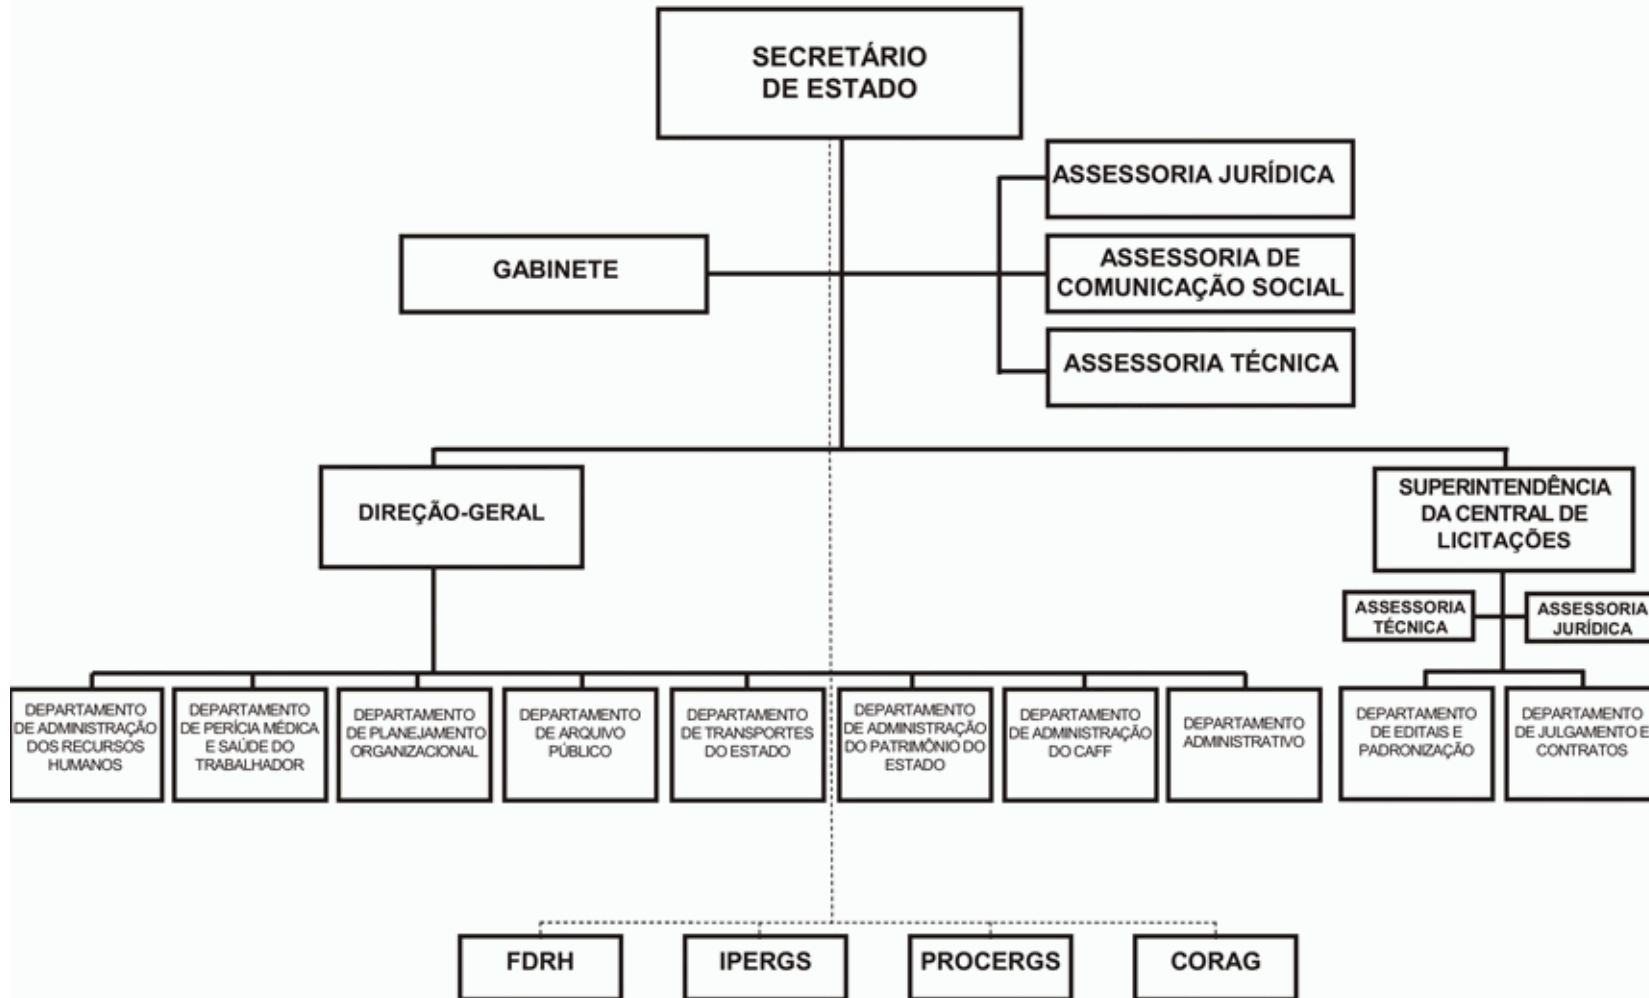 SECRETÁRIO
DE ESTADO
ASSESSORIA JURÍDICA
GABINETE
ASSESSORIA DE
COMUNICAÇÃO SOCIAL
ASSESSORIA TÉCNICA
DIREÇÃO-GERAL
SUPERINTENDÊNCIA
DA CENTRAL DE
LICITAÇÕES
ASSESSORIA
TÉCNICA
ASSESSORIA
JURÍDICA
DEPARTAMENTO
DE ADMINISTRAÇÃO
DOS RECURSOS
HUMANOS
DEPARTAMENTO
DE PERÍCIA MÉDICA
E SAÚDE DO
TRABALHADOR
DEPARTAMENTO
DE PLANEJAMENTO
ORGANIZACIONAL
DEPARTAMENTO
DE ARQUIVO
PÚBLICO
DEPARTAMENTO
DE TRANSPORTES
DO ESTADO
DEPARTAMENTO
DE ADMINISTRAÇÃO
DO PATRIMÔNIO DO
ESTADO
DEPARTAMENTO
DE ADMINISTRAÇÃO
DO CAFF
DEPARTAMENTO
ADMINISTRATIVO
DEPARTAMENTO
DE EDITAIS E
PADRONIZAÇÃO
DEPARTAMENTO
DE JULGAMENTO E
CONTRATOS
FDRH
IPERGS
PROCERGS
CORAG